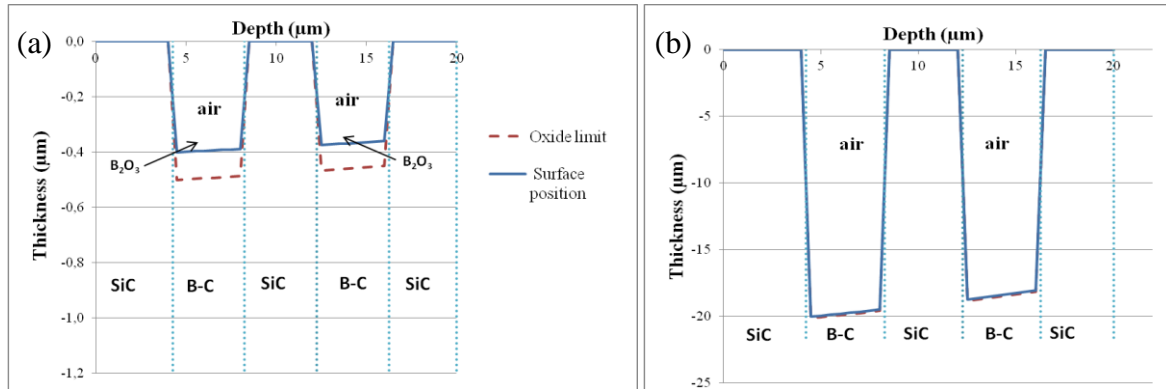 (a)
Depth (µm)
0,0
0
5
10
15
20
-0,2
-0,4
-0,6
-0,8
-1,0
-1,2
Thickness (µm)
air
air
B₂O₃
B₂O₃
SiC
B-C
SiC
B-C
SiC
Oxide limit
Surface
position
(b)
Depth (µm)
0
0
5
10
15
20
-5
-10
-15
-20
-25
Thickness (µm)
air
air
SiC
B-C
SiC
B-C
SiC